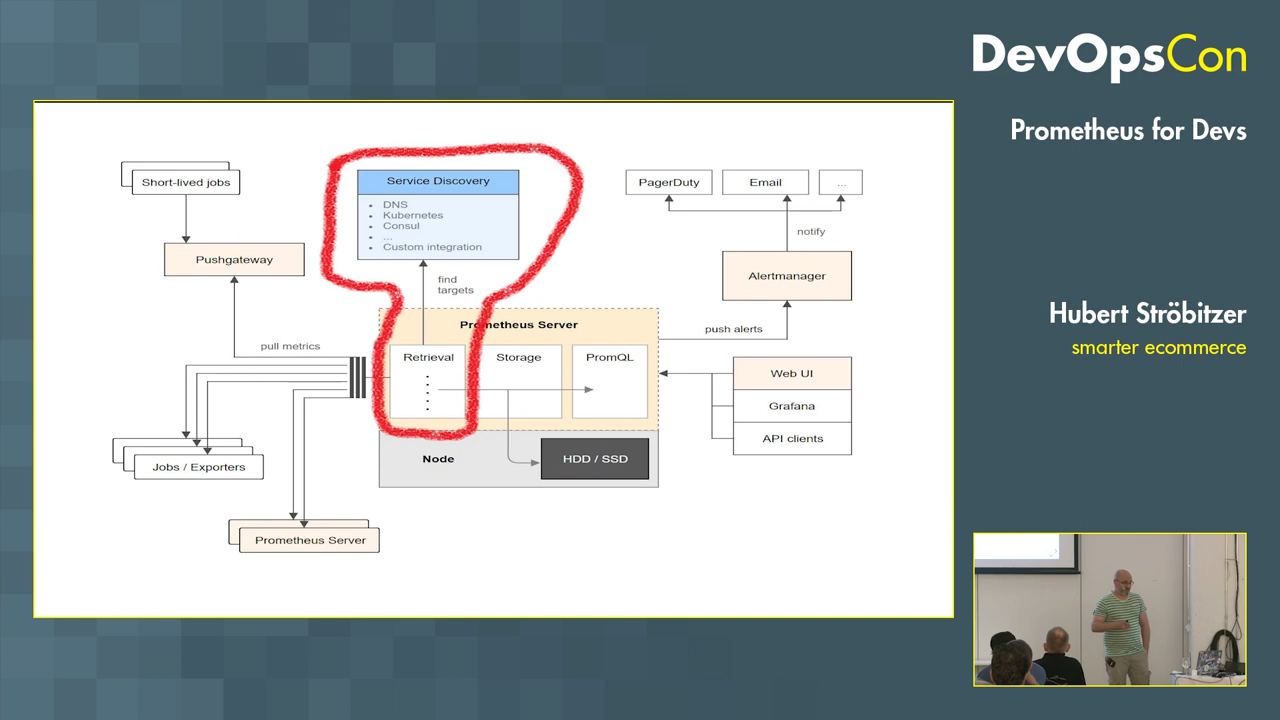 DevOpsCon
Prometheus for Devs
Hubert Ströbitzer
smarter ecommerce
Short-lived jobs
Pushgateway
pull metrics
Jobs / Exporters
Prometheus Server
Service Discovery
• DNS
• Kubernetes
• Consul
• ...
• Custom integration
find
targets
Prometheus Server
Retrieval
Storage
PromQL
Node
HDD / SSD
PagerDuty
Email
...
notify
Alertmanager
push alerts
Web UI
Grafana
API clients